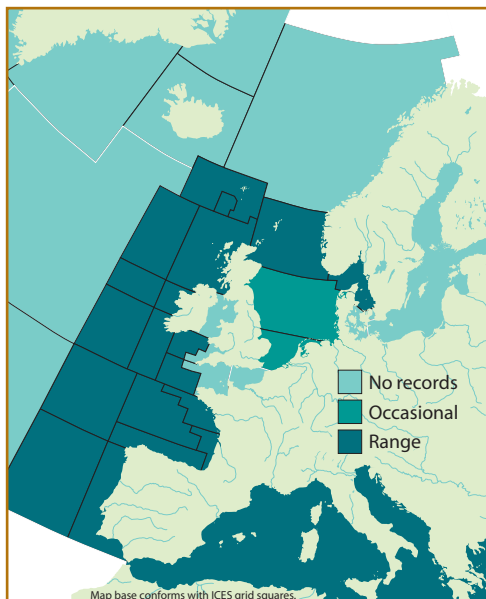 No records
Occasional
Range
Map base conforms with ICES grid squares.